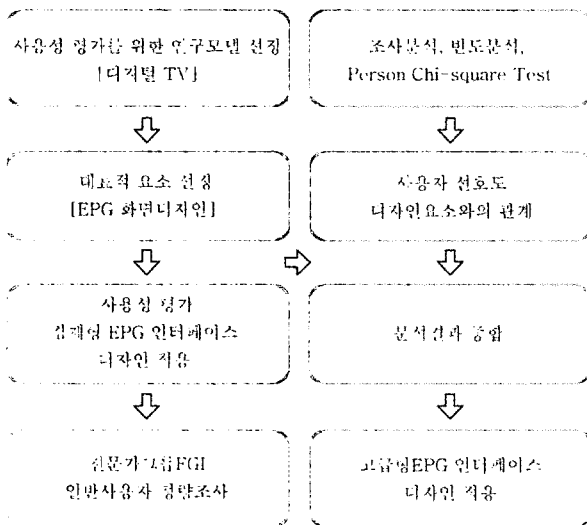 사용성 평가를 위한 연구모델 선정
[디지털 TV]
대표적 요소 선정
[EPG 화면디자인]
사용성 평가
잠재형 EPG 인터페이스
디자인 적용
전문가그룹FGI
일반사용자 정량조사
조사분석, 빈도분석,
Person Chi-square Test
사용자 선호도
디자인요소와의 관계
분석결과 종합
고급형EPG 인터페이스
디자인 적용